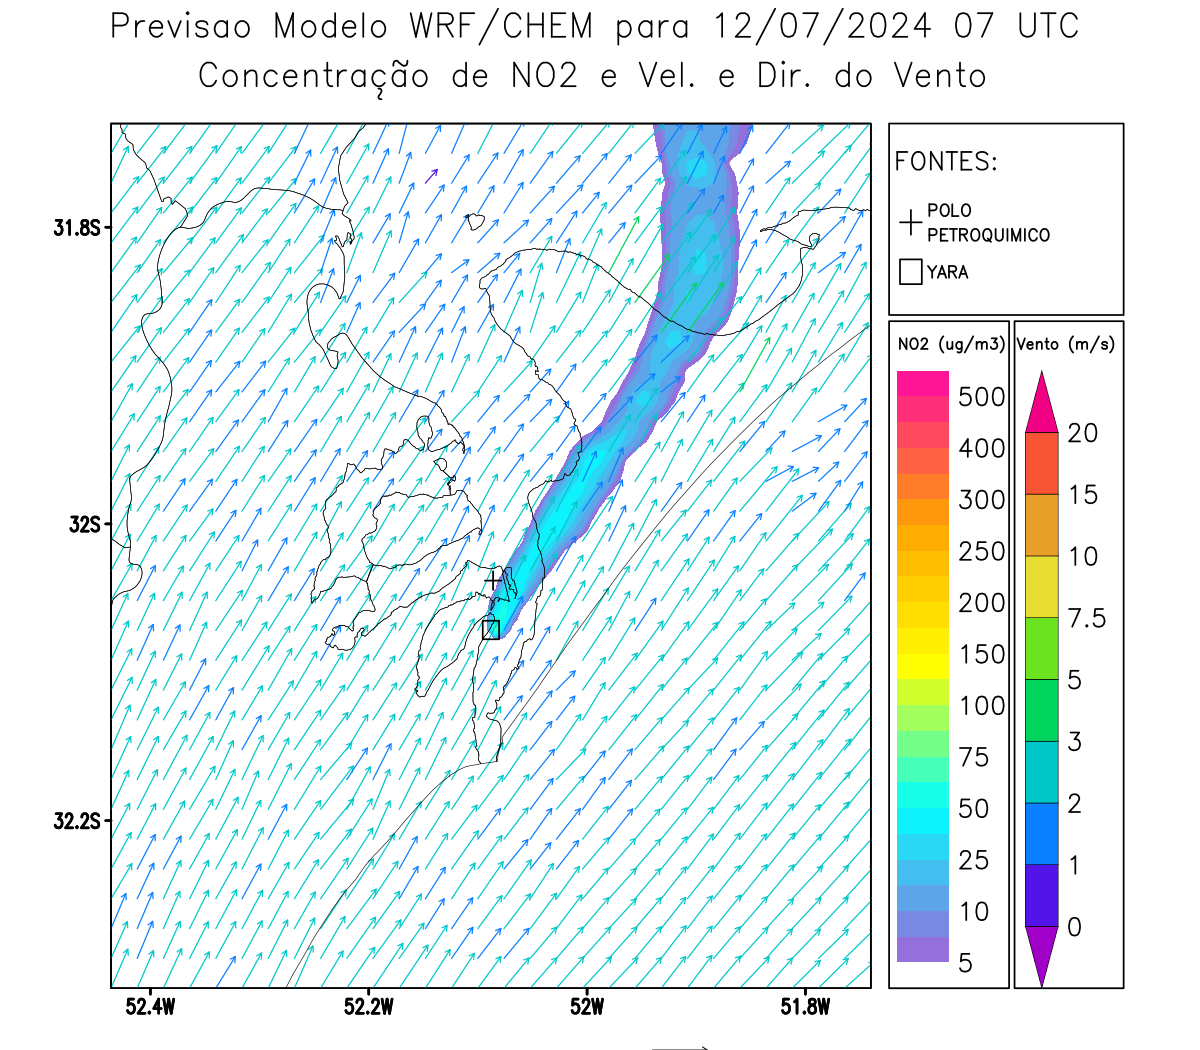 Previsao Modelo WRF/CHEM para 12/07/2024 07 UTC
Concentração de NO2 e Vel. e Dir. do Vento
FONTES:
POLO
PETROQUIMICO
YARA
NO2 (ug/m3)
500
400
300
250
200
150
100
75
50
25
10
5
Vento (m/s)
20
15
10
7.5
5
3
2
1
0
31.8S
32S
32.2S
52.4W
52.2W
52W
51.8W